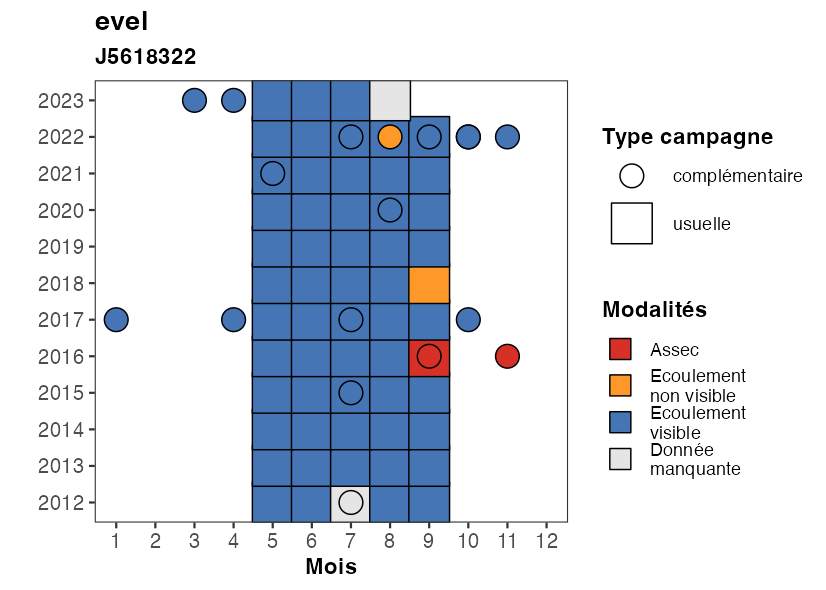 evel
J5618322
2023
2022
2021
2020
2019
2018
2017
2016
2015
2014
2013
2012
1 2 3 4 5 6 7 8 9 10 11 12
Mois
Type campagne
complémentaire
usuelle
Modalités
Assec
Ecoulement
non visible
Ecoulement
visible
Donnée
manquante